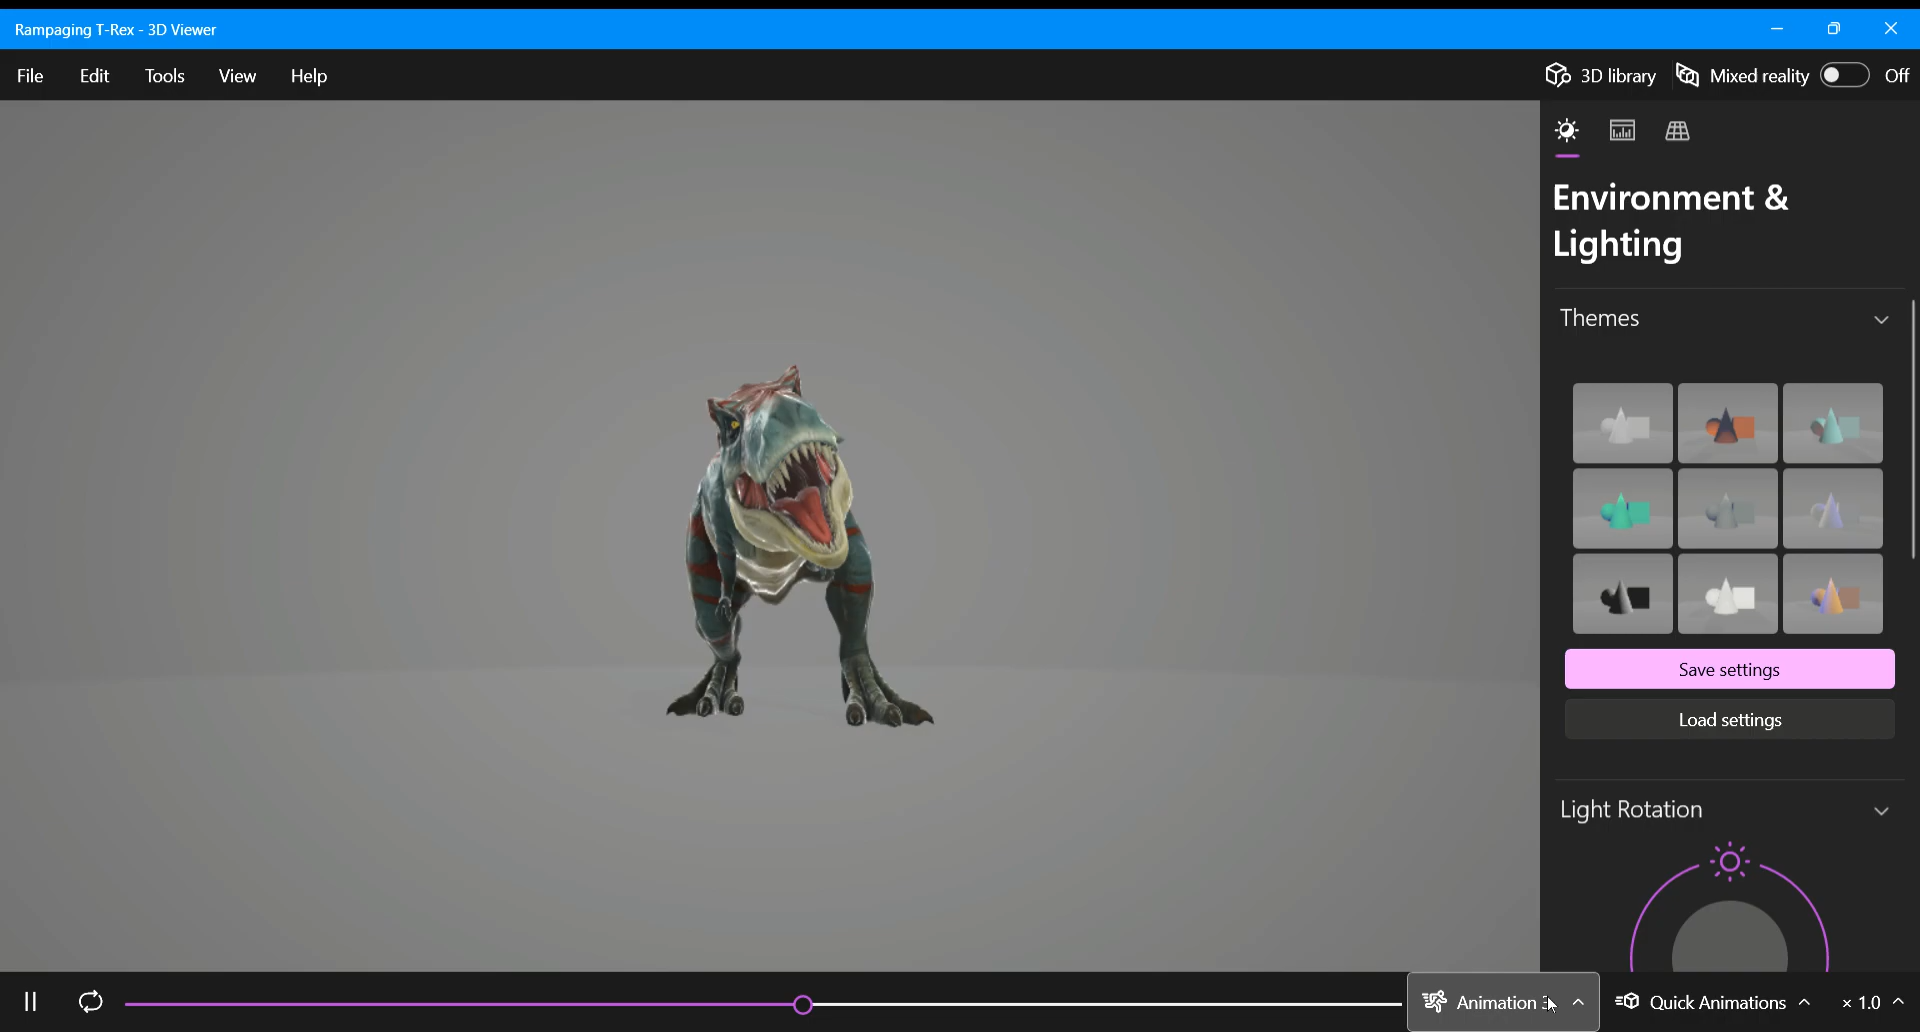 Rampaging T-Rex - 3D Viewer
File Edit Tools View Help
3D library Mixed reality Off
Environment &
Lighting
Themes
Save settings
Load settings
Light Rotation
Animation
Quick Animations
× 1.0